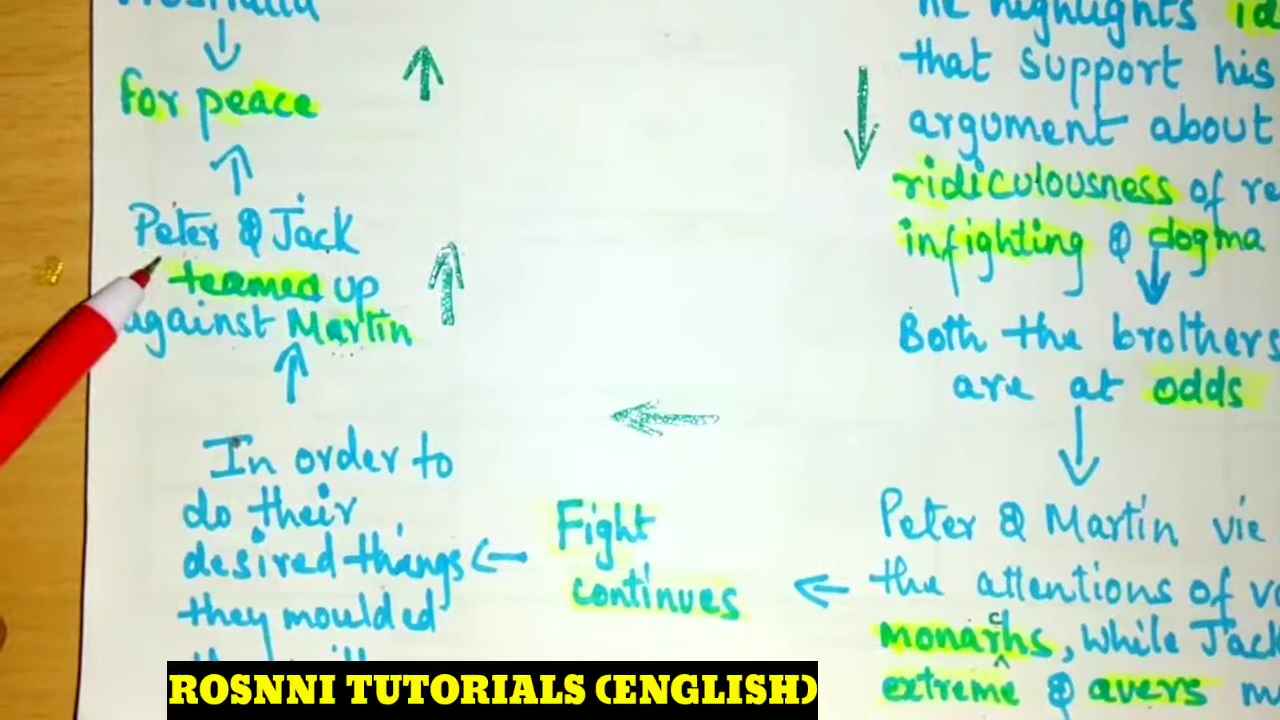 for peace
Peter & Jack
teamed up
against Martin
In order to
do their
desired things
they moulded
Fight
continues
he highlights
that support his
argument about
ridiculousness of
infighting & dogma
Both the brothers
are at odds
Peter & Martin vie
the attentions of
monarchs, while Jack
extreme & avers
ROSNNI TUTORIALS (ENGLISH)